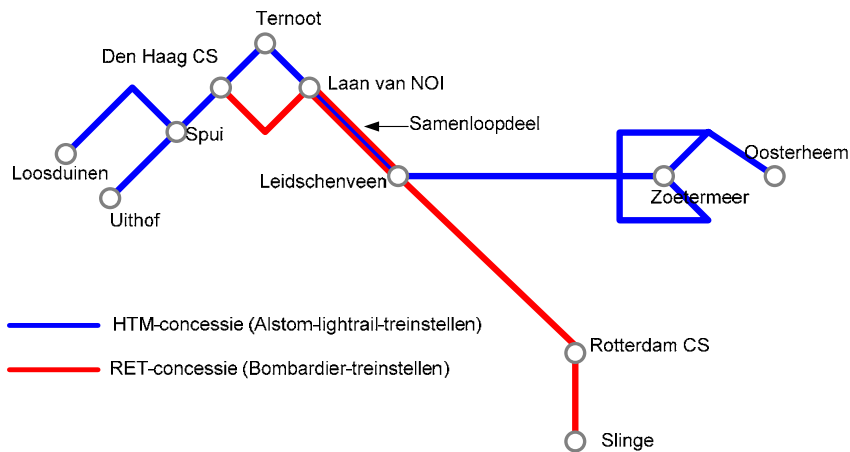 Ternoot
Den Haag CS
Laan van NOI
Samenloopdeel
Spui
Oosterheem
Loosduinen
Leidschenveen
Zoetermeer
Uithof
HTM-concessie (Alstom-lightrail-treinstellen)
Rotterdam CS
RET-concessie (Bombardier-treinstellen)
Slinge